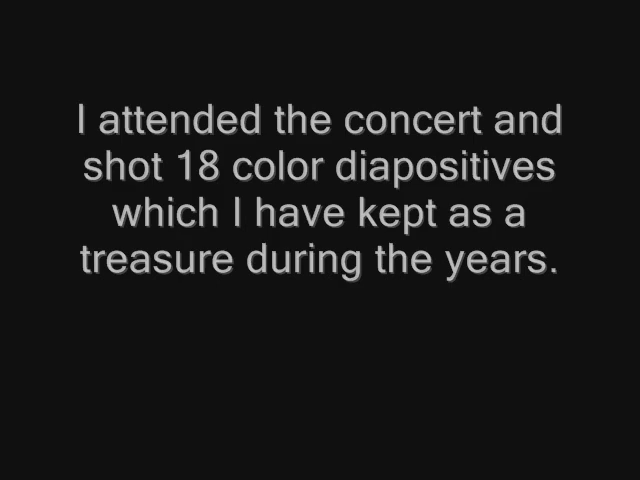 I attended the concert and
shot 18 color diapositives
which I have kept as a
treasure during the years.